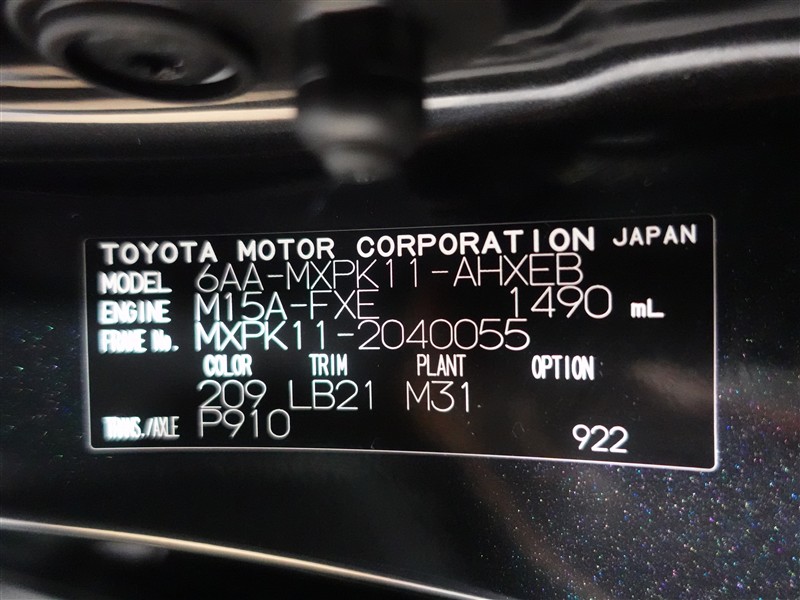 TOYOTA MOTOR CORPORATION JAPAN
MODEL 6AA-MXPK11-AHXEB
ENGINE M15A-FXE 1490 mL
FRAME No. MXPK11-2040055
COLOR TRIM PLANT OPTION
209 LB21 M31
TRANS./AXLE P910
922